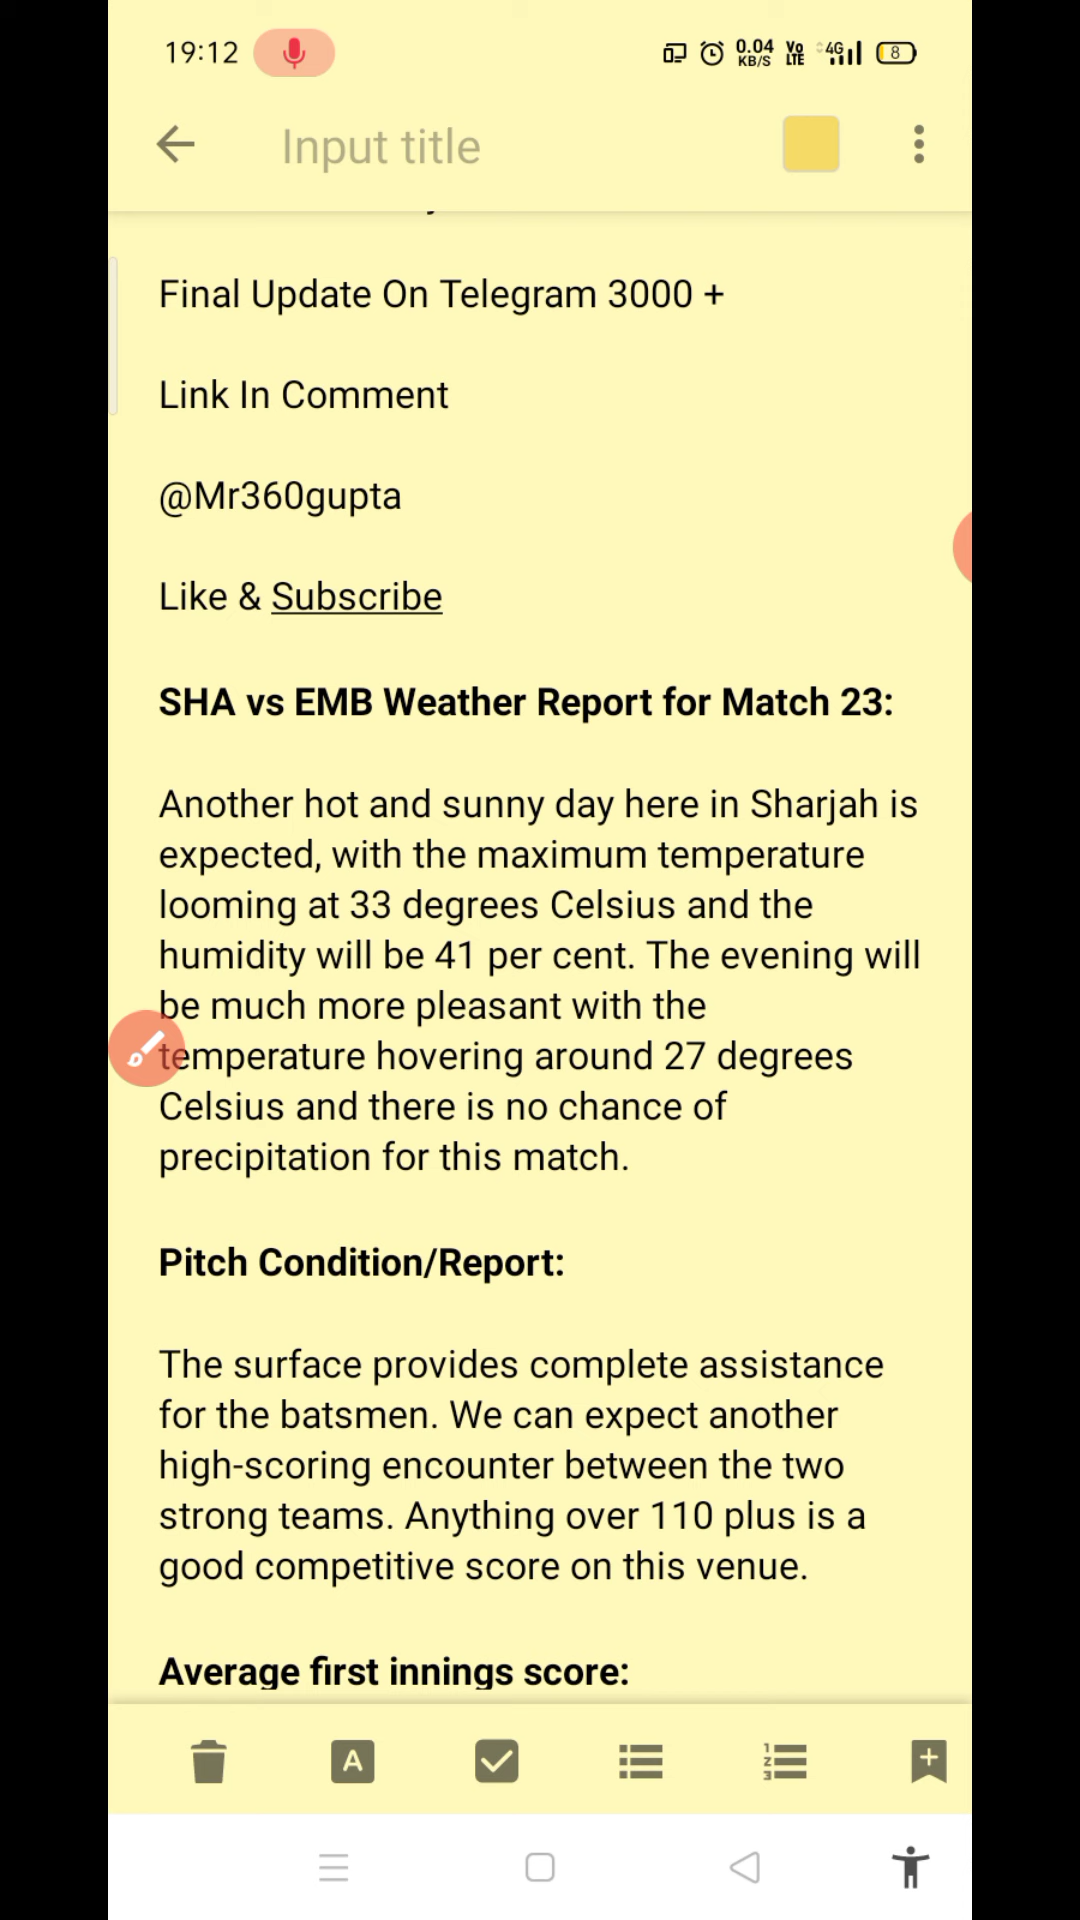 19:12
0.04
KB/S
Vo
LTE
4G
8
Input title
Final Update On Telegram 3000 +
Link In Comment
@Mr360gupta
Like & Subscribe
SHA vs EMB Weather Report for Match 23:
Another hot and sunny day here in Sharjah is
expected, with the maximum temperature
looming at 33 degrees Celsius and the
humidity will be 41 per cent. The evening will
be much more pleasant with the
temperature hovering around 27 degrees
Celsius and there is no chance of
precipitation for this match.
Pitch Condition/Report:
The surface provides complete assistance
for the batsmen. We can expect another
high-scoring encounter between the two
strong teams. Anything over 110 plus is a
good competitive score on this venue.
Average first innings score:
A